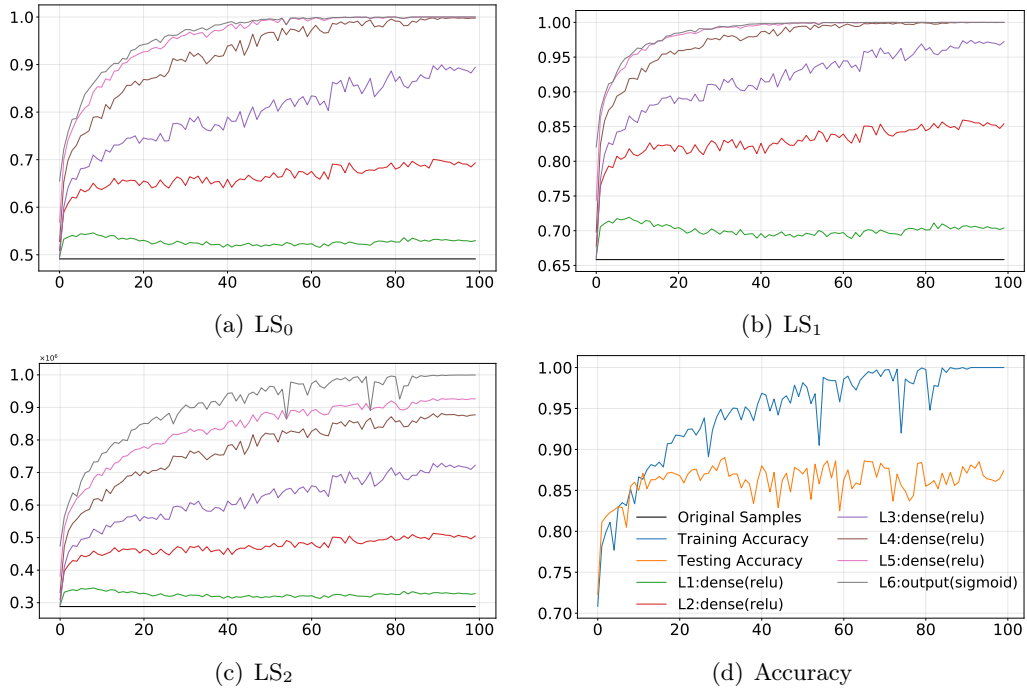 1.0
0.9
0.8
0.7
0.6
0.5
0 20 40 60 80 100
(a) LS₀
1.00
0.95
0.90
0.85
0.80
0.75
0.70
0.65
0 20 40 60 80 100
(b) LS₁
×10⁶
1.0
0.9
0.8
0.7
0.6
0.5
0.4
0.3
0 20 40 60 80 100
(c) LS₂
1.00
0.95
0.90
0.85
0.80
0.75
0.70
Original Samples
Training Accuracy
Testing Accuracy
L1:dense(relu)
L2:dense(relu)
L3:dense(relu)
L4:dense(relu)
L5:dense(relu)
L6:output(sigmoid)
0 20 40 60 80 100
(d) Accuracy